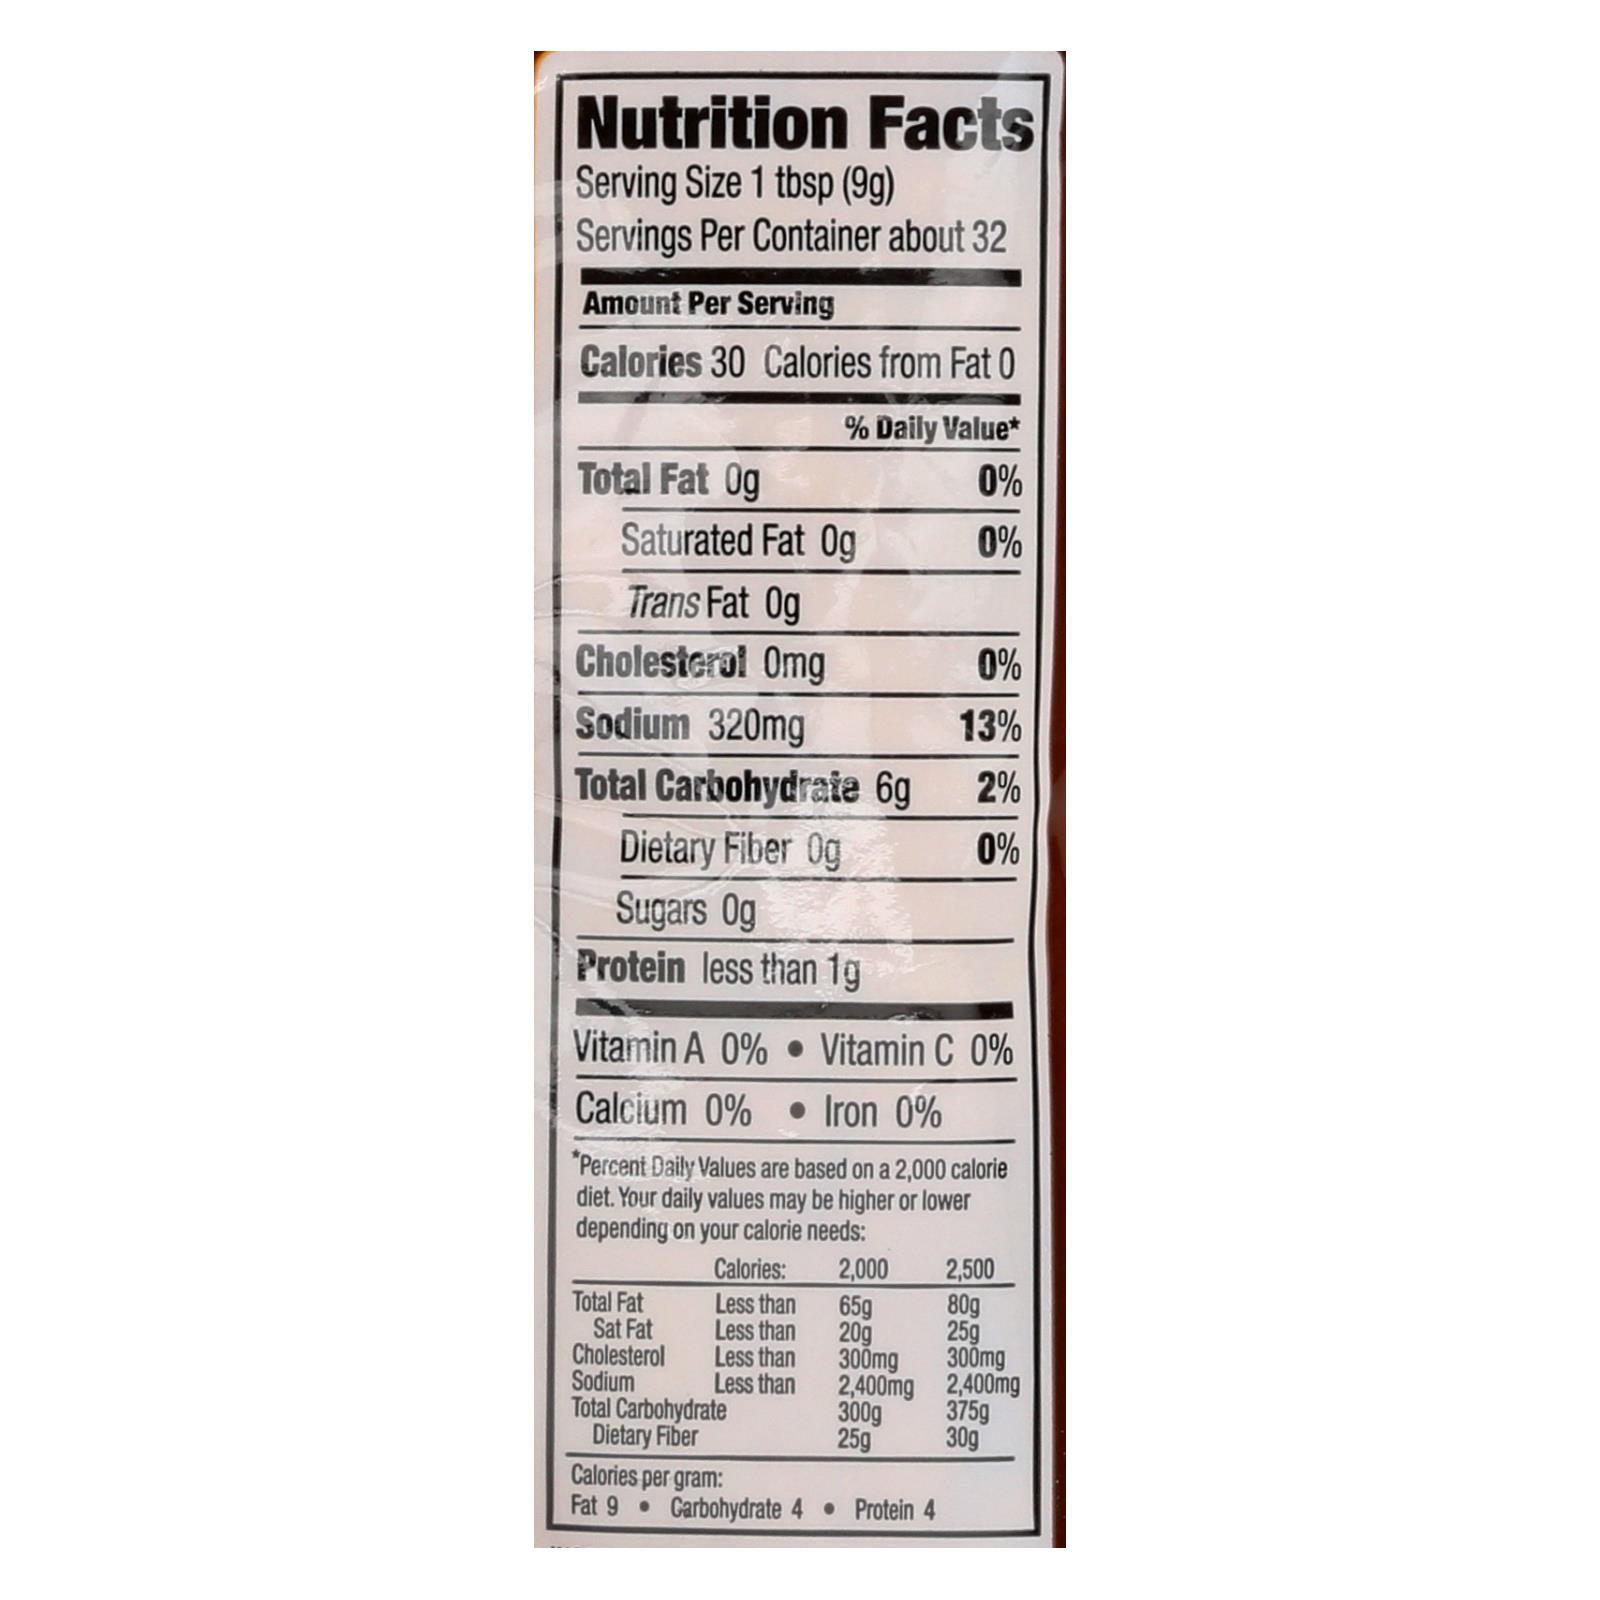 Nutrition Facts
Serving Size 1 tbsp (9g)
Servings Per Container about 32
Amount Per Serving
Calories 30 Calories from Fat 0
% Daily Value*
Total Fat 0g 0%
Saturated Fat 0g 0%
Trans Fat 0g
Cholesterol 0mg 0%
Sodium 320mg 13%
Total Carbohydrate 6g 2%
Dietary Fiber 0g 0%
Sugars 0g
Protein less than 1g
Vitamin A 0% • Vitamin C 0%
Calcium 0% • Iron 0%
*Percent Daily Values are based on a 2,000 calorie
diet. Your daily values may be higher or lower
depending on your calorie needs:
Calories: 2,000 2,500
Total Fat Less than 65g 80g
Sat Fat Less than 20g 25g
Cholesterol Less than 300mg 300mg
Sodium Less than 2,400mg 2,400mg
Total Carbohydrate 300g 375g
Dietary Fiber 25g 30g
Calories per gram:
Fat 9 • Carbohydrate 4 • Protein 4